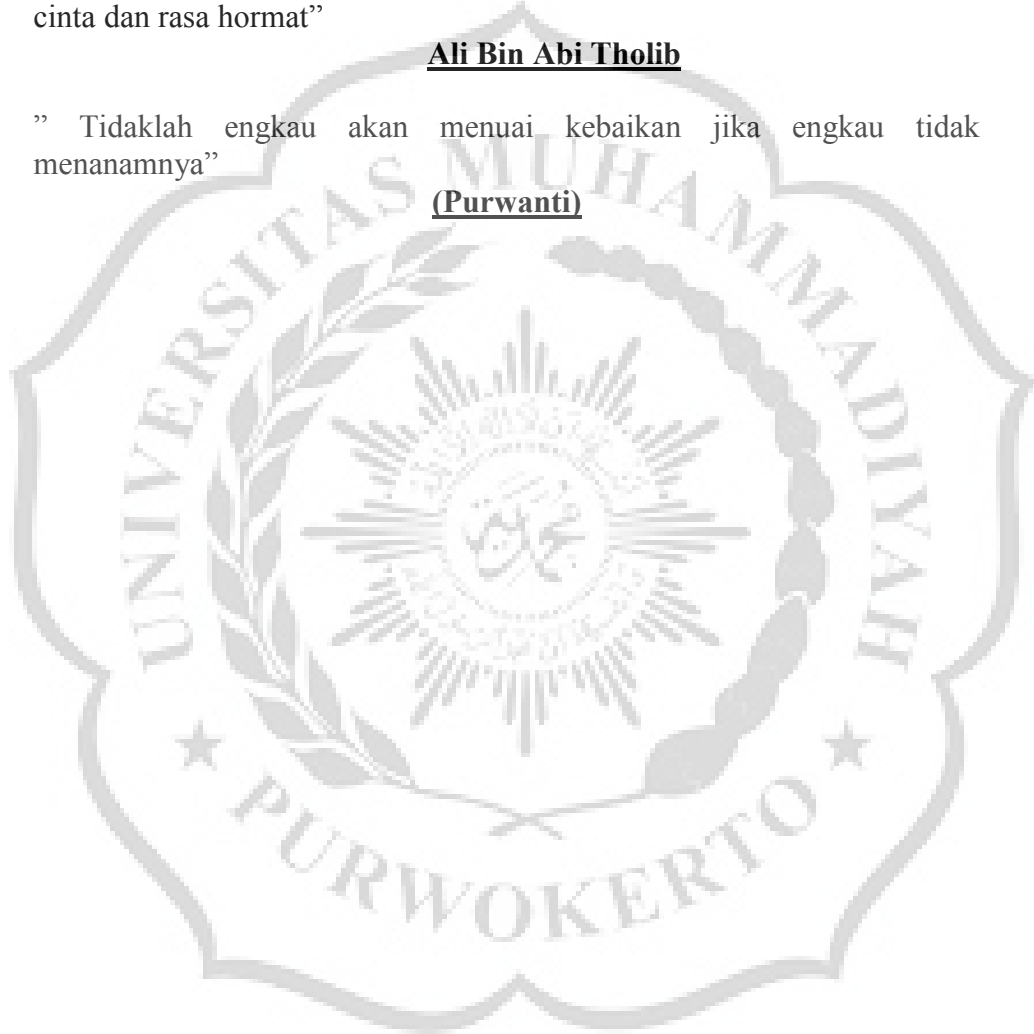 cinta dan rasa hormat”
Ali Bin Abi Tholib
” Tidaklah engkau akan menuai kebaikan jika engkau tidak
menanamnya”
(Purwanti)
UNIVERSITAS MUHAMMADIYAH
PURWOKERTO